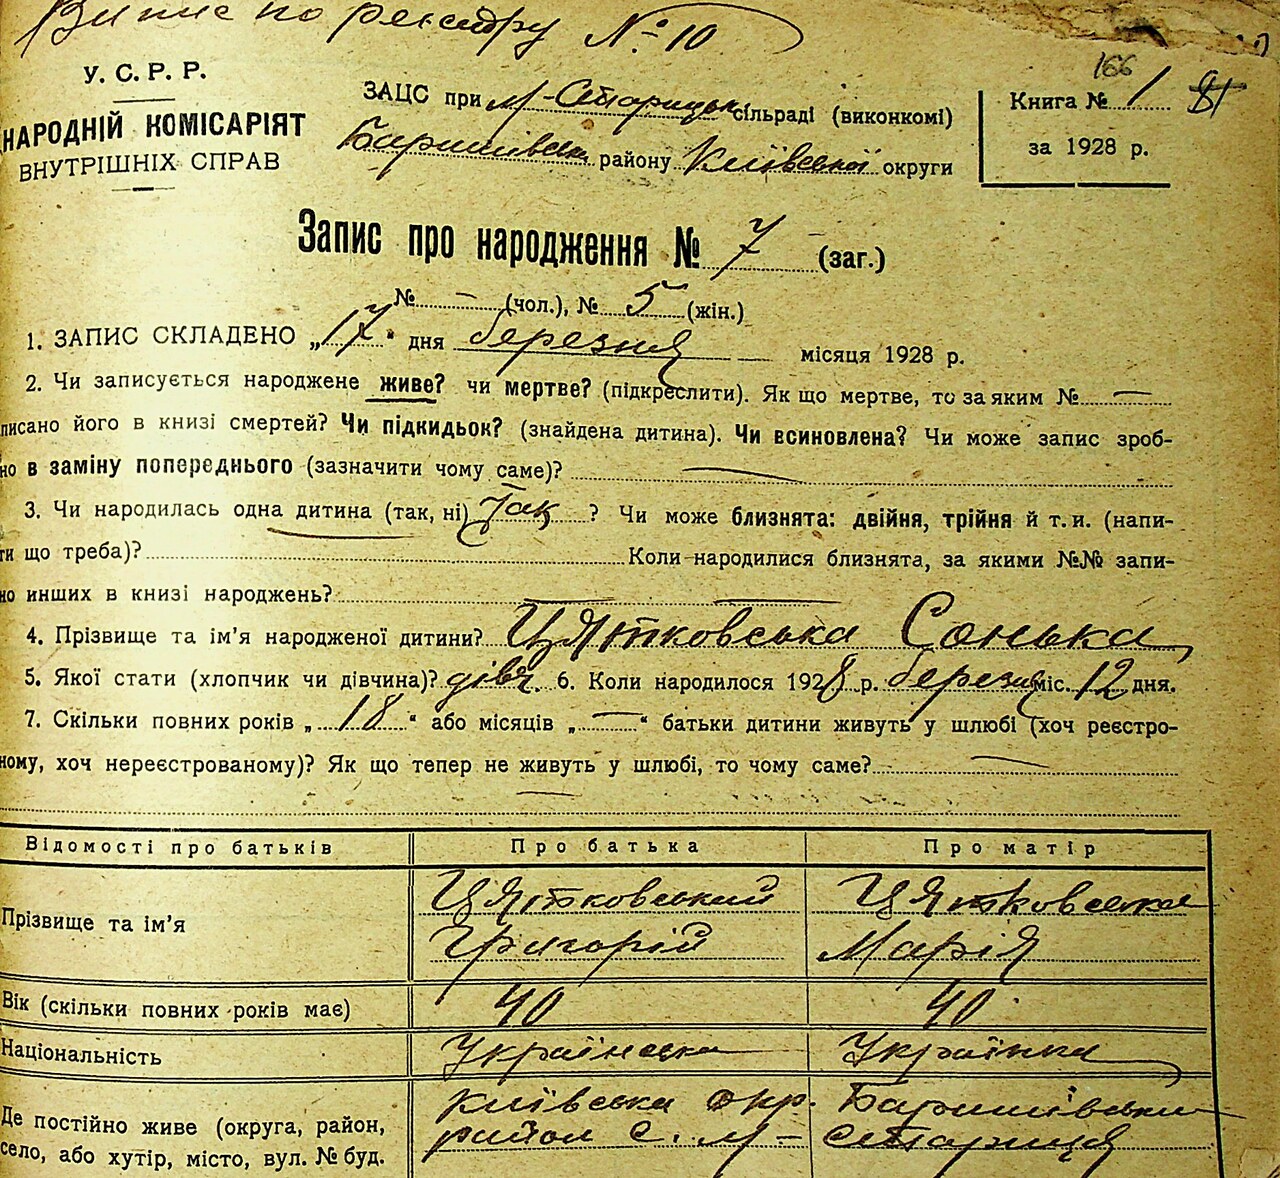 Випис по реєстру № 10
У. С. Р. Р.
НАРОДНІЙ КОМІСАРІЯТ
ВНУТРІШНІХ СПРАВ
ЗАЦС при М-Старицьк. сільраді (виконкомі)
Баришівськ. району Київської округи
166
Книга № 1
за 1928 р.
Запис про народження № 7 (заг.)
№ — (чол.), № 5 (жін.)
1. ЗАПИС СКЛАДЕНО „17“ дня березня — місяця 1928 р.
2. Чи записується народжене живе? чи мертве? (підкреслити). Як що мертве, то за яким № —
писано його в книзі смертей? Чи підкидьок? (знайдена дитина). Чи всиновлена? Чи може запис зроб-
но в заміну попереднього (зазначити чому саме)? —
3. Чи народилась одна дитина (так, ні) Так ? Чи може близнята: двійня, трійня й т. и. (напи-
ти що треба)? Коли народилися близнята, за якими №№ запи-
но инших в книзі народжень? — —
4. Прізвище та ім’я народженої дитини? Цятковська Сонька
5. Якої стати (хлопчик чи дівчина)? дівч. 6. Коли народилося 1928 р. березня міс. 12 дня.
7. Скільки повних років „18“ або місяців „—“ батьки дитини живуть у шлюбі (хоч реєстро-
ному, хоч нереєстрованому)? Як що тепер не живуть у шлюбі, то чому саме? —
Відомості про батьків Про батька Про матір
Прізвище та ім’я Цятковський Цятковська
Григорій Марія
Вік (скільки повних років має) 40 40
Національність Українська Українка
Де постійно живе (округа, район, Київська окр. Баришівський
село, або хутір, місто, вул. № буд. район с. М- Стариця